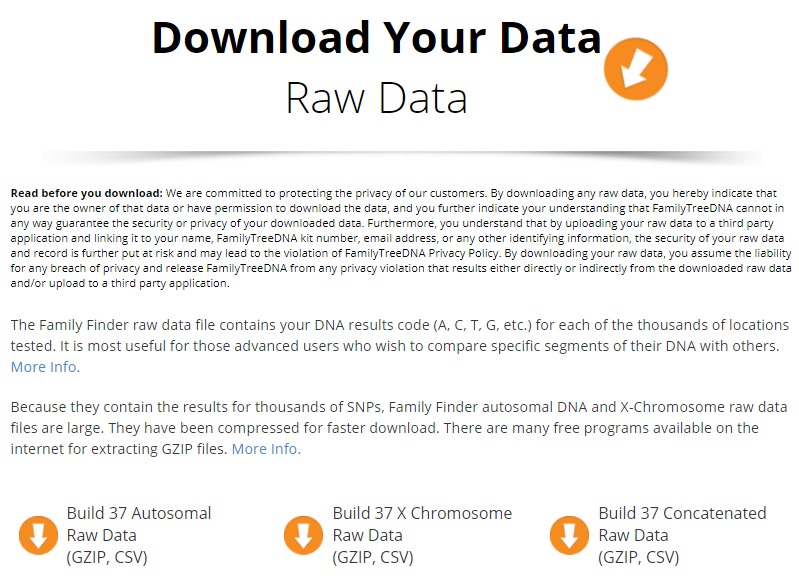 Download Your Data
Raw Data
Read before you download: We are committed to protecting the privacy of our customers. By downloading any raw data, you hereby indicate that
you are the owner of that data or have permission to download the data, and you further indicate your understanding that FamilyTreeDNA cannot in
any way guarantee the security or privacy of your downloaded data. Furthermore, you understand that by uploading your raw data to a third party
application and linking it to your name, FamilyTreeDNA kit number, email address, or any other identifying information, the security of your raw data
and record is further put at risk and may lead to the violation of FamilyTreeDNA Privacy Policy. By downloading your raw data, you assume the liability
for any breach of privacy and release FamilyTreeDNA from any privacy violation that results either directly or indirectly from the downloaded raw data
and/or upload to a third party application.
The Family Finder raw data file contains your DNA results code (A, C, T, G, etc.) for each of the thousands of locations
tested. It is most useful for those advanced users who wish to compare specific segments of their DNA with others.
More Info.
Because they contain the results for thousands of SNPs, Family Finder autosomal DNA and X-Chromosome raw data
files are large. They have been compressed for faster download. There are many free programs available on the
internet for extracting GZIP files. More Info.
Build 37 Autosomal
Raw Data
(GZIP, CSV)
Build 37 X Chromosome
Raw Data
(GZIP, CSV)
Build 37 Concatenated
Raw Data
(GZIP, CSV)